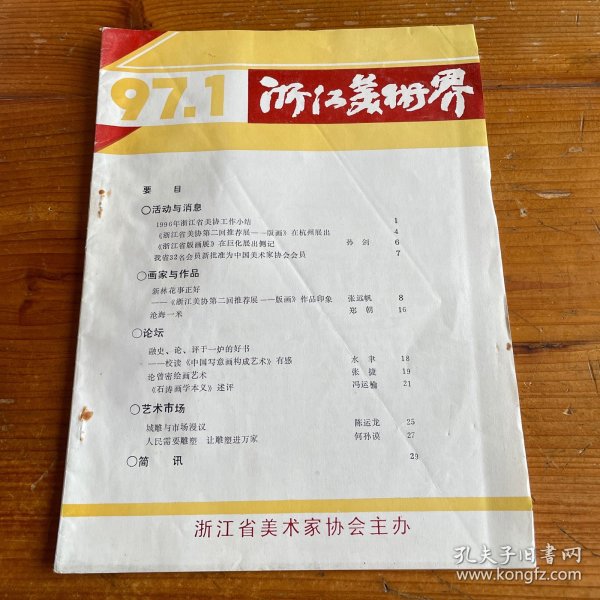 97.1 浙江美术界
要 目
○活动与消息
1996年浙江省美协工作小结 1
《浙江省美协第二回推荐展——版画》在杭州展出 4
《浙江省版画展》在巨化展出侧记 孙剑 6
我省32名会员新批准为中国美术家协会会员 7
○画家与作品
新林花事正好
——《浙江美协第二回推荐展——版画》作品印象 张远帆 8
沧海一米 郑朝 16
○论坛
融史、论、评于一炉的好书
——校读《中国写意画构成艺术》有感 水聿 18
论曾密绘画艺术 张捷 19
《石涛画学本义》述评 冯运榆 21
○艺术市场
城雕与市场漫议 陈运龙 25
人民需要雕塑 让雕塑进万家 何孙谟 27
○简 讯 29
浙江省美术家协会主办
孔夫子旧书网
www.kongfz.com